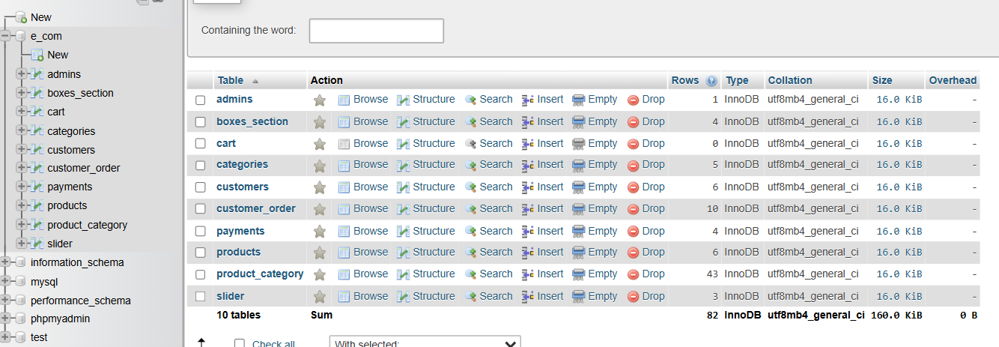 New
e_com
New
admins
boxes_section
cart
categories
customers
customer_order
payments
products
product_category
slider
information_schema
mysql
performance_schema
phpmyadmin
test
Containing the word:
Table Action Rows Type Collation Size Overhead
admins Browse Structure Search Insert Empty Drop 1 InnoDB utf8mb4_general_ci 16.0 KiB -
boxes_section Browse Structure Search Insert Empty Drop 4 InnoDB utf8mb4_general_ci 16.0 KiB -
cart Browse Structure Search Insert Empty Drop 0 InnoDB utf8mb4_general_ci 16.0 KiB -
categories Browse Structure Search Insert Empty Drop 5 InnoDB utf8mb4_general_ci 16.0 KiB -
customers Browse Structure Search Insert Empty Drop 6 InnoDB utf8mb4_general_ci 16.0 KiB -
customer_order Browse Structure Search Insert Empty Drop 10 InnoDB utf8mb4_general_ci 16.0 KiB -
payments Browse Structure Search Insert Empty Drop 4 InnoDB utf8mb4_general_ci 16.0 KiB -
products Browse Structure Search Insert Empty Drop 6 InnoDB utf8mb4_general_ci 16.0 KiB -
product_category Browse Structure Search Insert Empty Drop 43 InnoDB utf8mb4_general_ci 16.0 KiB -
slider Browse Structure Search Insert Empty Drop 3 InnoDB utf8mb4_general_ci 16.0 KiB -
10 tables Sum 82 InnoDB utf8mb4_general_ci 160.0 KiB 0 B
Check all With selected: